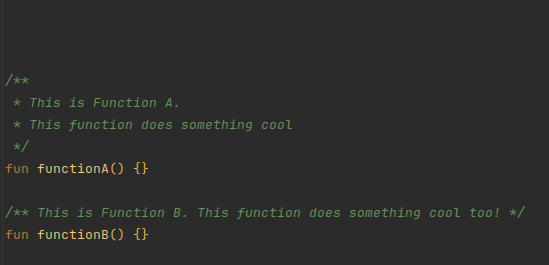 /**
 * This is Function A.
 * This function does something cool
 */
fun functionA() {}
/** This is Function B. This function does something cool too! */
fun functionB() {}